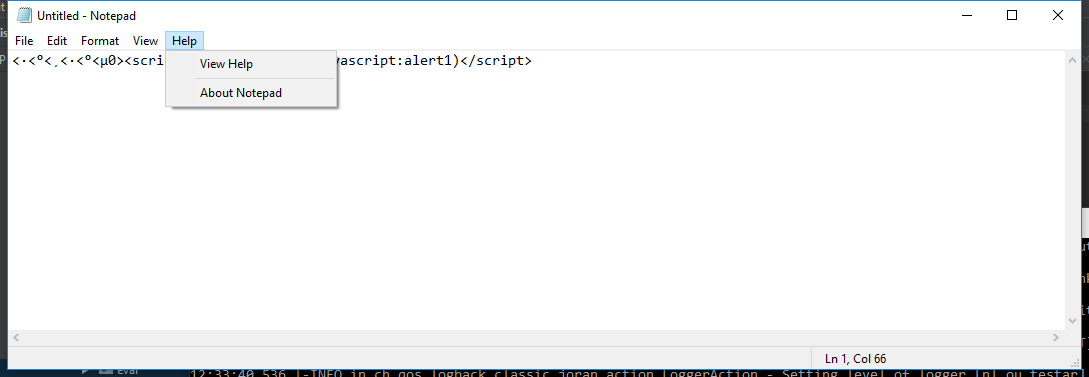 Untitled - Notepad
File Edit Format View Help
<·<º<¸<·<º<µ0><scri
vascript:alert1)</script>
View Help
About Notepad
Ln 1, Col 66
eval
12:33:40,536 |-INFO in ch.qos.logback.classic.joran.action.LoggerAction - Setting level of logger [nl.ou.testar